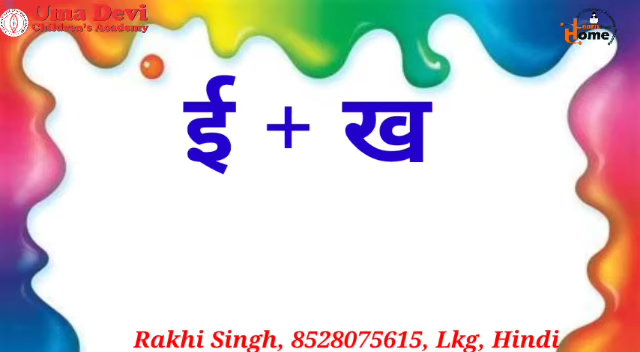 Uma Devi
Children's Academy
Home
ई + ख
Rakhi Singh, 8528075615, Lkg, Hindi